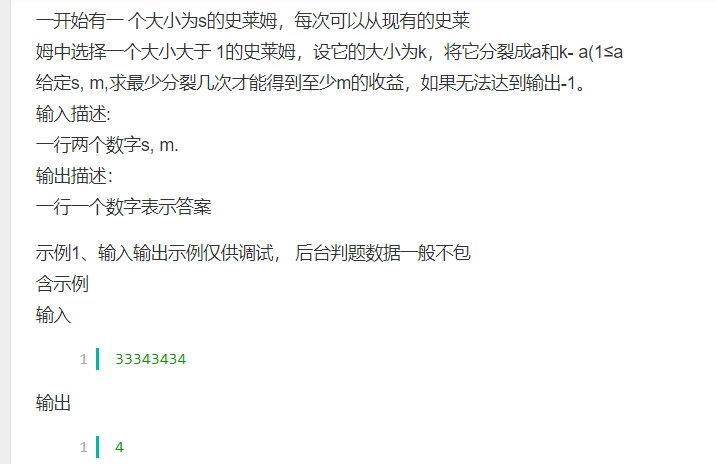 一开始有一 个大小为s的史莱姆，每次可以从现有的史莱
姆中选择一个大小大于 1的史莱姆，设它的大小为k，将它分裂成a和k- a(1≤a
给定s, m,求最少分裂几次才能得到至少m的收益，如果无法达到输出-1。
输入描述:
一行两个数字s, m.
输出描述：
一行一个数字表示答案
示例1、输入输出示例仅供调试， 后台判题数据一般不包
含示例
输入
1 33343434
输出
1 4